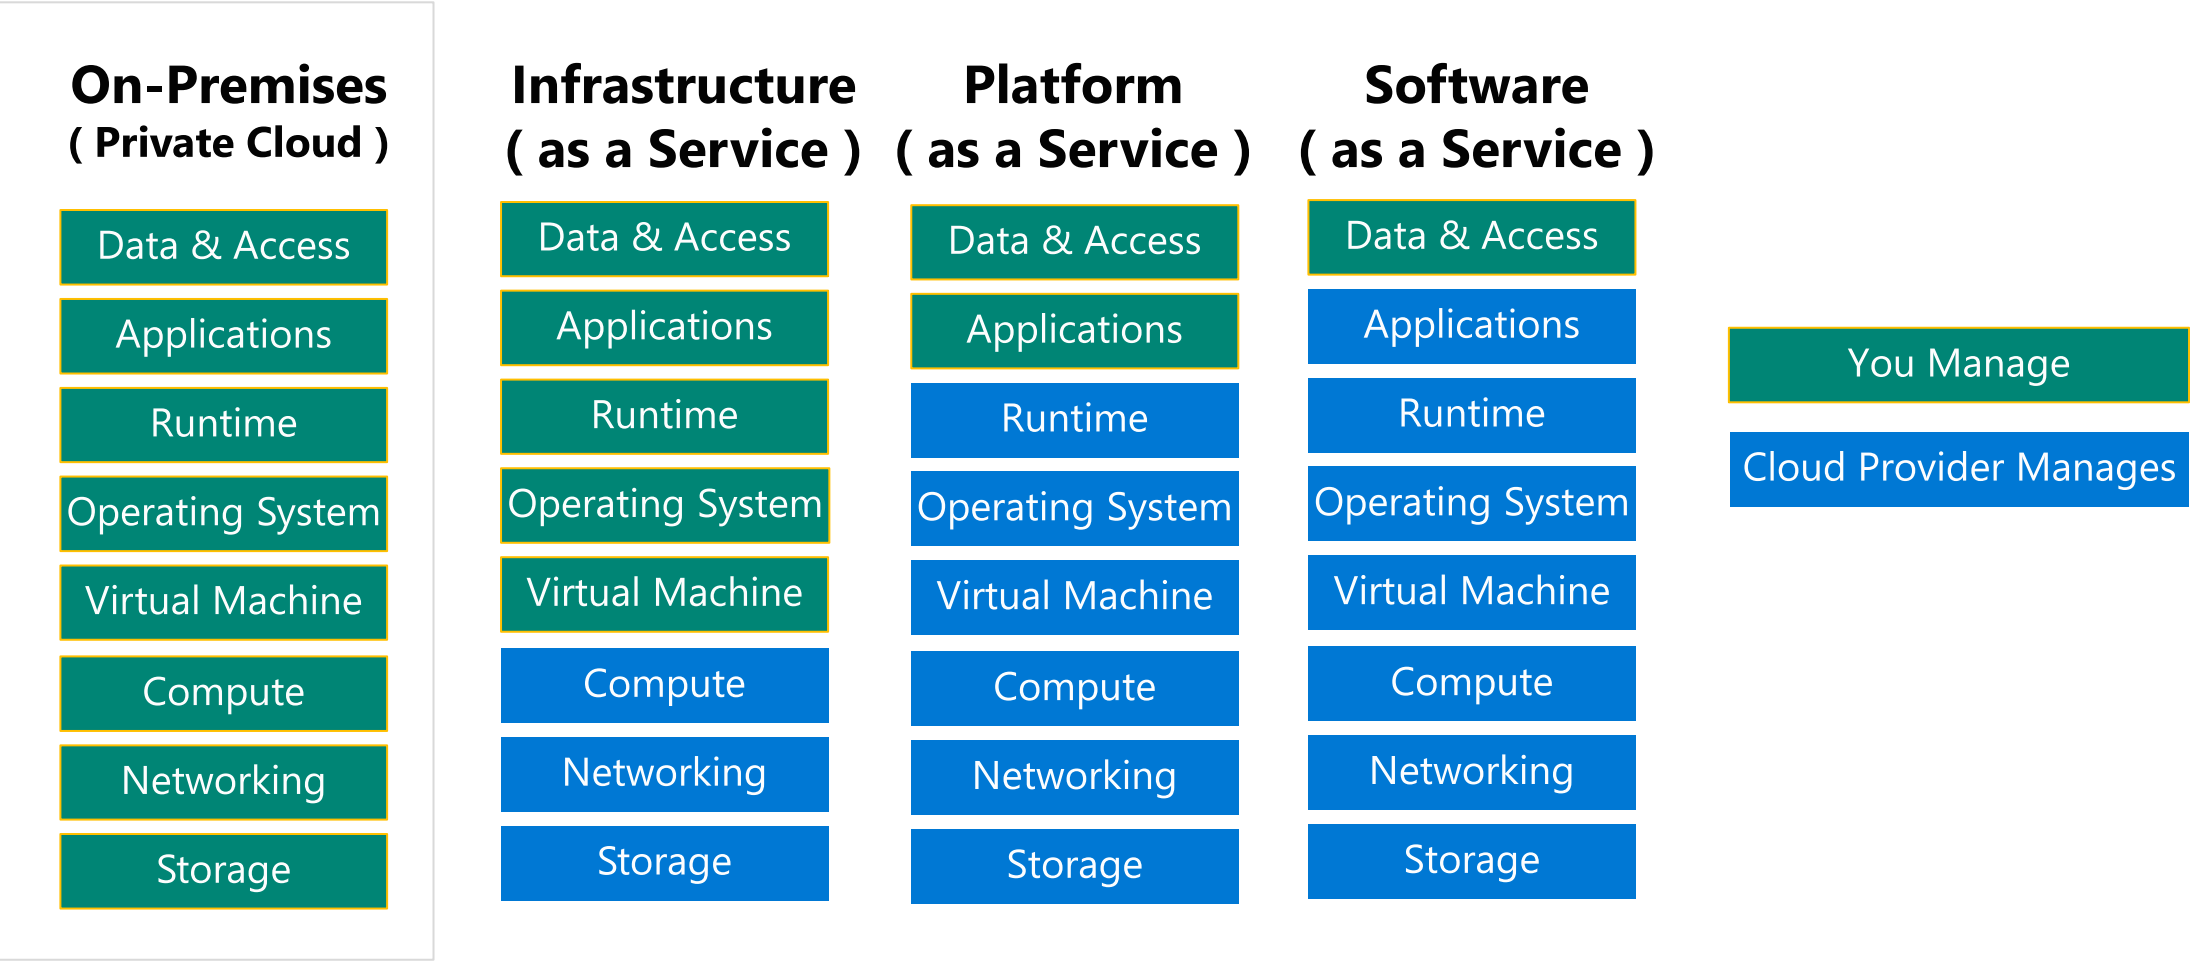 On-Premises
( Private Cloud )
Data & Access
Applications
Runtime
Operating System
Virtual Machine
Compute
Networking
Storage
Infrastructure
( as a Service )
Data & Access
Applications
Runtime
Operating System
Virtual Machine
Compute
Networking
Storage
Platform
( as a Service )
Data & Access
Applications
Runtime
Operating System
Virtual Machine
Compute
Networking
Storage
Software
( as a Service )
Data & Access
Applications
Runtime
Operating System
Virtual Machine
Compute
Networking
Storage
You Manage
Cloud Provider Manages